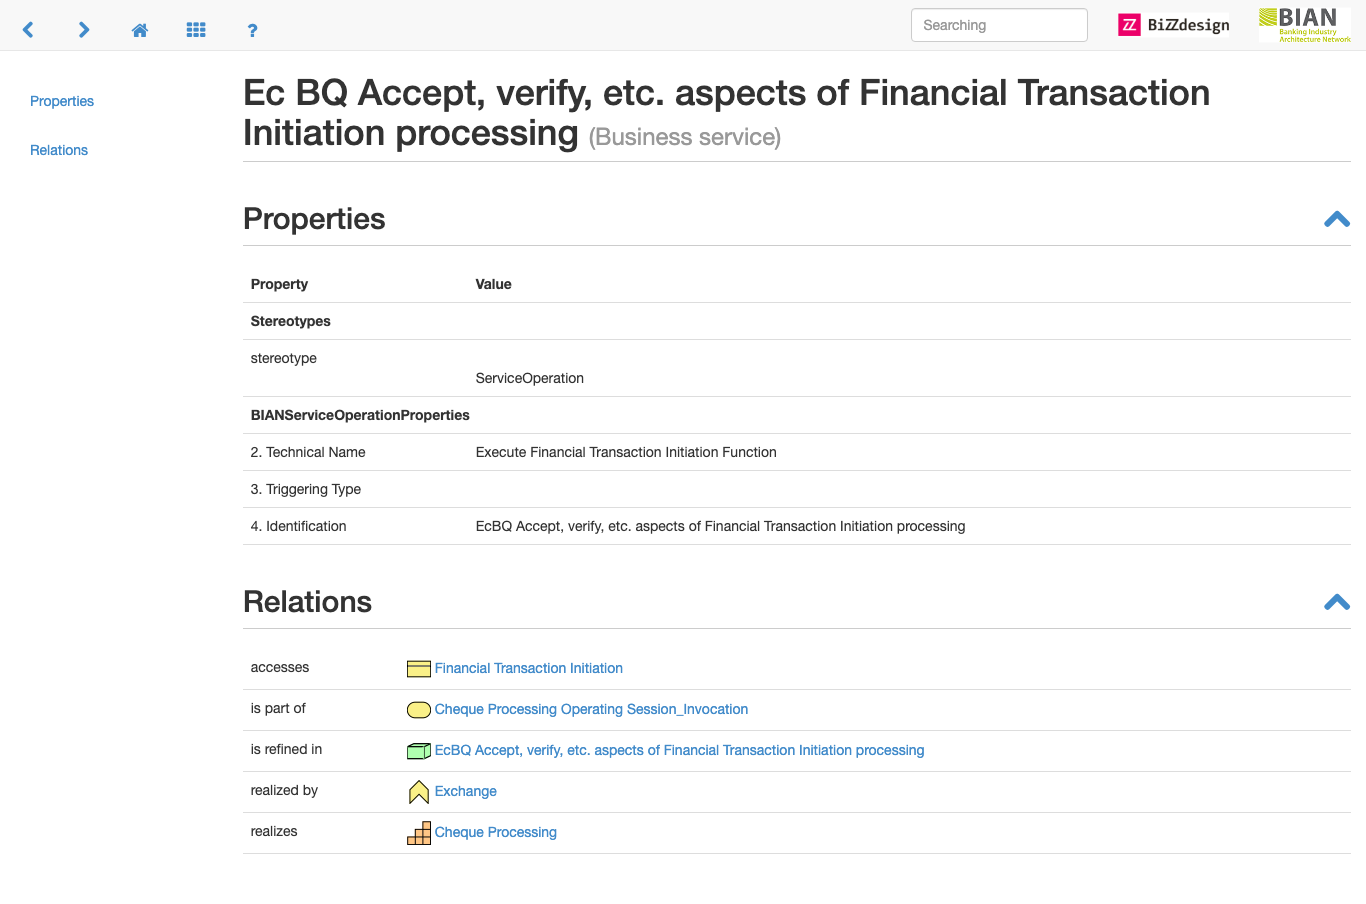 ?
Searching
BiZZdesign
BIAN
Banking Industry
Architecture Network
Properties
Relations
Ec BQ Accept, verify, etc. aspects of Financial Transaction
Initiation processing (Business service)
Properties
Property Value
Stereotypes
stereotype
ServiceOperation
BIANServiceOperationProperties
2. Technical Name Execute Financial Transaction Initiation Function
3. Triggering Type
4. Identification EcBQ Accept, verify, etc. aspects of Financial Transaction Initiation processing
Relations
accesses Financial Transaction Initiation
is part of Cheque Processing Operating Session_Invocation
is refined in EcBQ Accept, verify, etc. aspects of Financial Transaction Initiation processing
realized by Exchange
realizes Cheque Processing